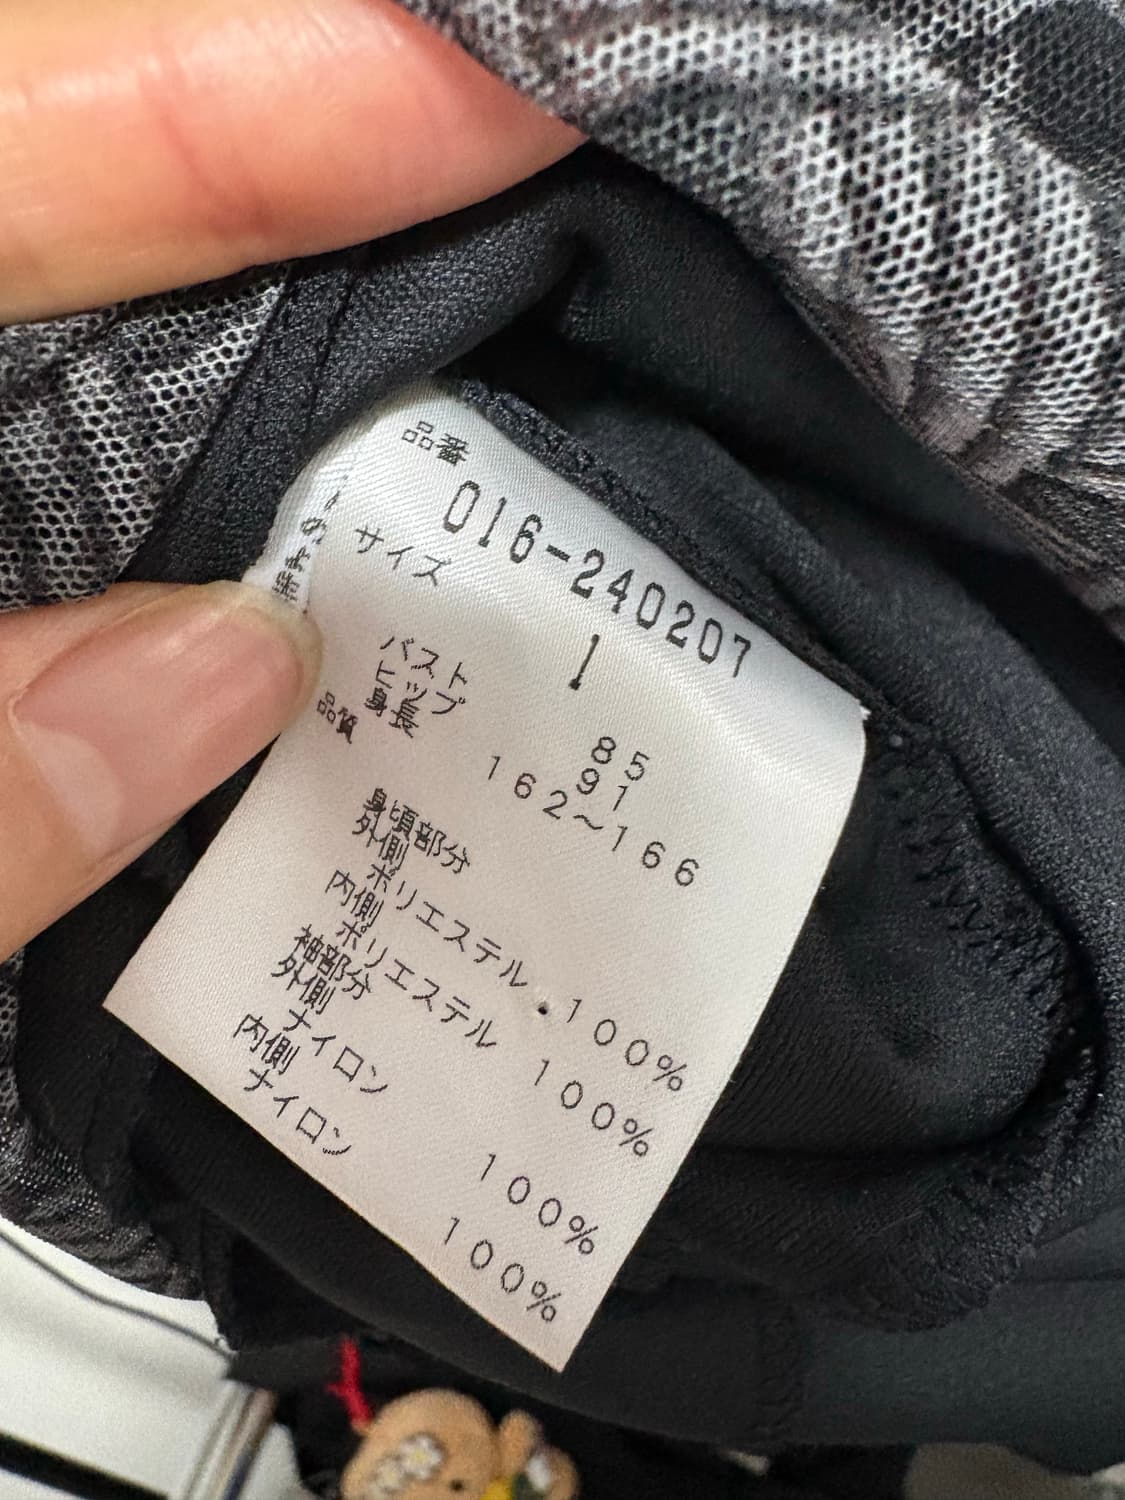 品番
016-240207
サイズ
1
バスト 85
ヒップ 91
身長 162~166
品質
身頃部分
外側
ポリエステル 100%
内側
ポリエステル 100%
袖部分
外側
ナイロン 100%
内側
ナイロン 100%